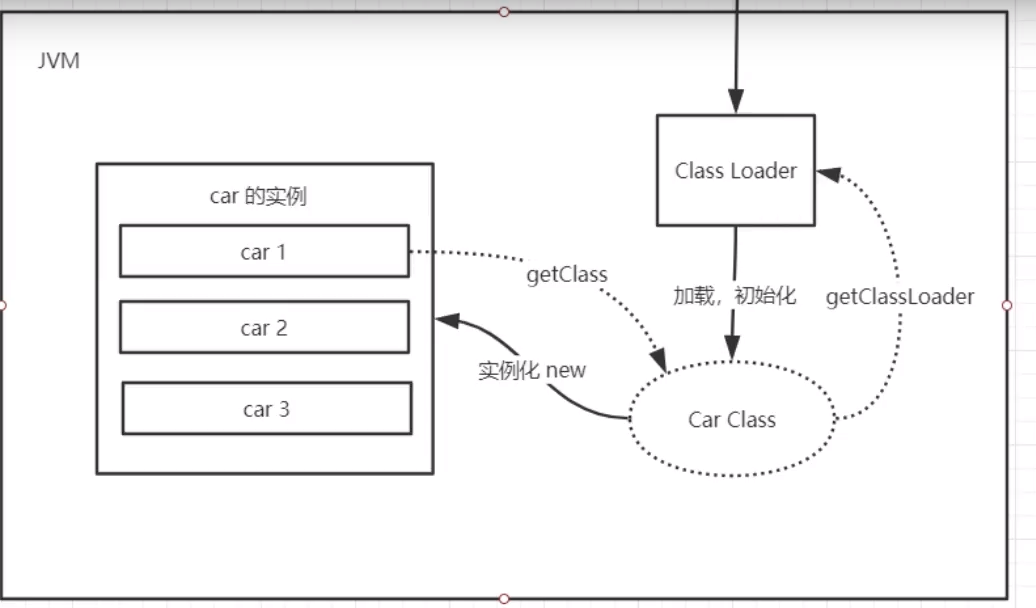 JVM
Class Loader
car 的实例
car 1
getClass
加载，初始化
getClassLoader
car 2
实例化 new
car 3
Car Class